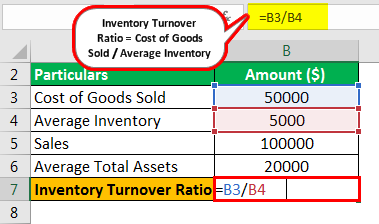 Inventory Turnover
Ratio = Cost of Goods
Sold / Average Inventory
=B3/B4
B
2 Particulars Amount ($)
3 Cost of Goods Sold 50000
4 Average Inventory 5000
5 Sales 100000
6 Average Total Assets 20000
7 Inventory Turnover Ratio =B3/B4
8